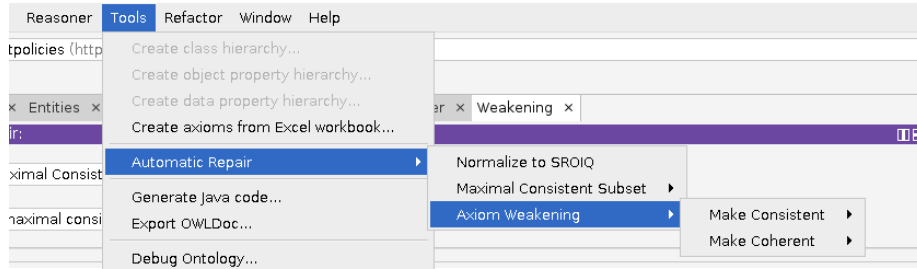 Reasoner Tools Refactor Window Help
tpolicies (http
Create class hierarchy...
Create object property hierarchy...
Create data property hierarchy...
× Entities × er × Weakening ×
Create axioms from Excel workbook...
ir:
Automatic Repair Normalize to SROIQ
ximal Consist Maximal Consistent Subset
Generate Java code... Axiom Weakening Make Consistent
naximal consi Export OWLDoc... Make Coherent
Debug Ontology...